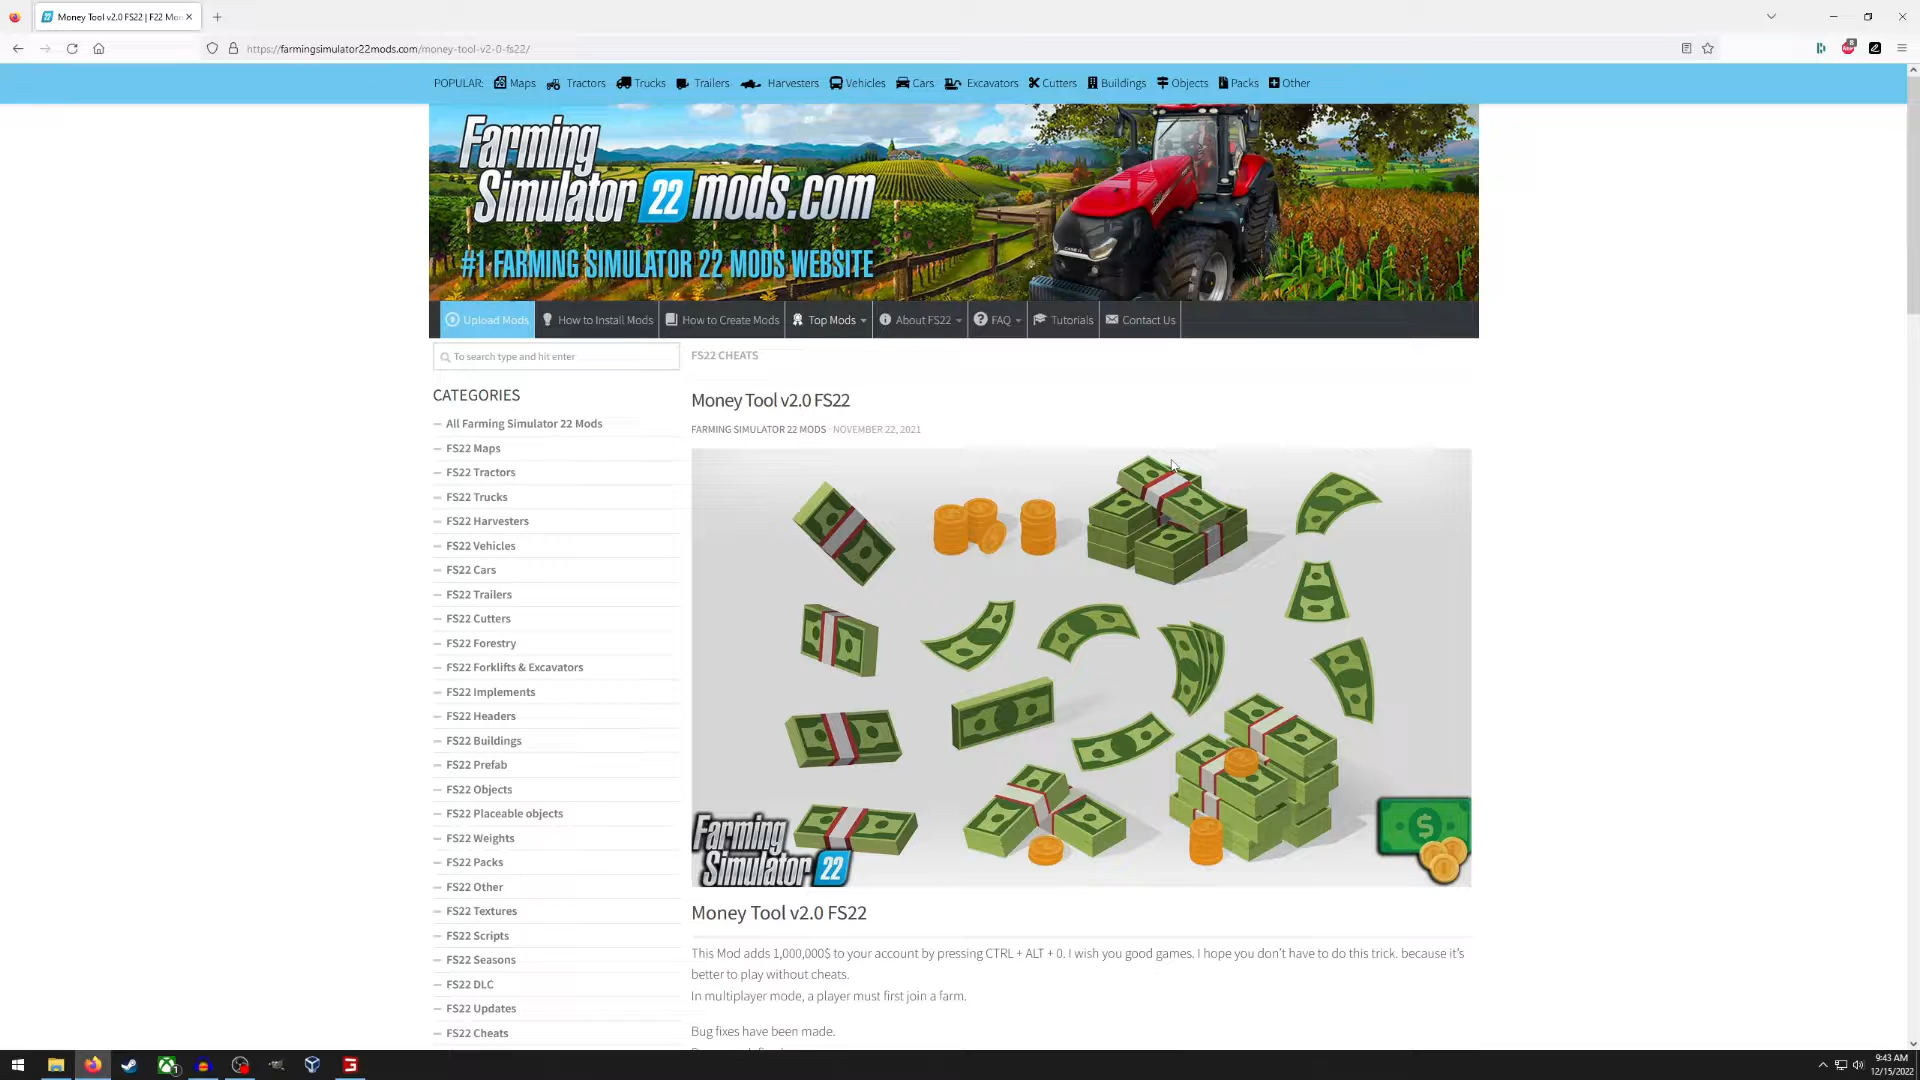 Money Tool v2.0 FS22 | F22 Mo
https://farmingsimulator22mods.com/money-tool-v2-0-fs22/
POPULAR: Maps Tractors Trucks Trailers Harvesters Vehicles Cars Excavators Cutters Buildings Objects Packs Other
Farming
Simulator 22 mods.com
#1 FARMING SIMULATOR 22 MODS WEBSITE
Upload Mods How to Install Mods How to Create Mods Top Mods About FS22 FAQ Tutorials Contact Us
To search type and hit enter
CATEGORIES
All Farming Simulator 22 Mods
FS22 Maps
FS22 Tractors
FS22 Trucks
FS22 Harvesters
FS22 Vehicles
FS22 Cars
FS22 Trailers
FS22 Cutters
FS22 Forestry
FS22 Forklifts & Excavators
FS22 Implements
FS22 Headers
FS22 Buildings
FS22 Prefab
FS22 Objects
FS22 Placeable objects
FS22 Weights
FS22 Packs
FS22 Other
FS22 Textures
FS22 Scripts
FS22 Seasons
FS22 DLC
FS22 Updates
FS22 Cheats
FS22 CHEATS
Money Tool v2.0 FS22
FARMING SIMULATOR 22 MODS · NOVEMBER 22, 2021
Farming
Simulator 22
Money Tool v2.0 FS22
This Mod adds 1,000,000$ to your account by pressing CTRL + ALT + 0. I wish you good games. I hope you don’t have to do this trick. because it’s
better to play without cheats.
In multiplayer mode, a player must first join a farm.
Bug fixes have been made.
9:43 AM
12/15/2022